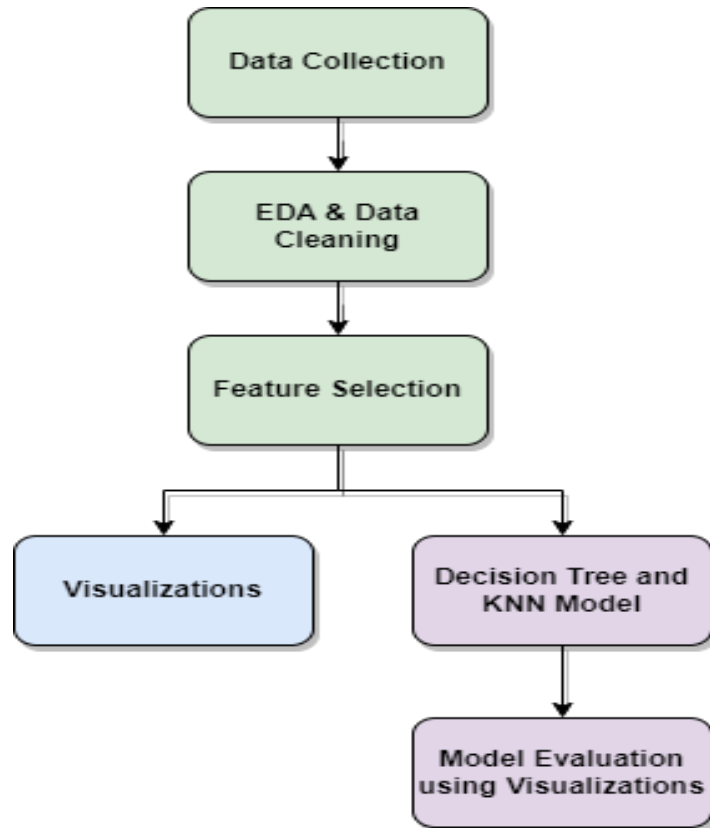 Data Collection
EDA & Data
Cleaning
Feature Selection
Visualizations
Decision Tree and
KNN Model
Model Evaluation
using Visualizations